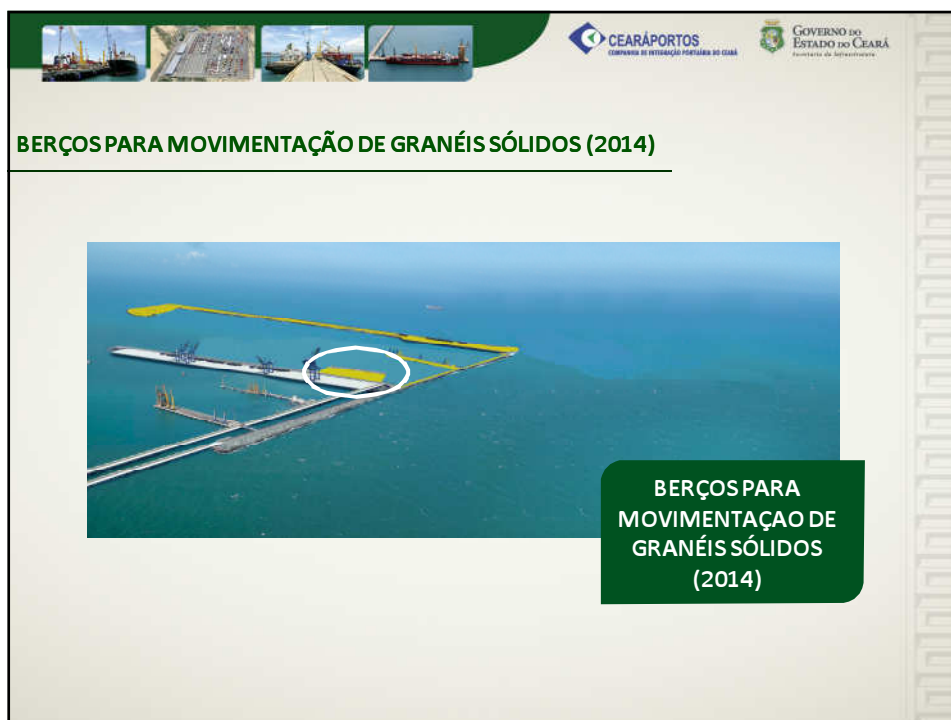 CEARÁPORTOS
COMPANHIA DE INTEGRAÇÃO PORTUÁRIA DO CEARÁ
GOVERNO DO
ESTADO DO CEARÁ
Secretaria da Infraestrutura
BERÇOS PARA MOVIMENTAÇÃO DE GRANÉIS SÓLIDOS (2014)
BERÇOS PARA
MOVIMENTAÇAO DE
GRANÉIS SÓLIDOS
(2014)